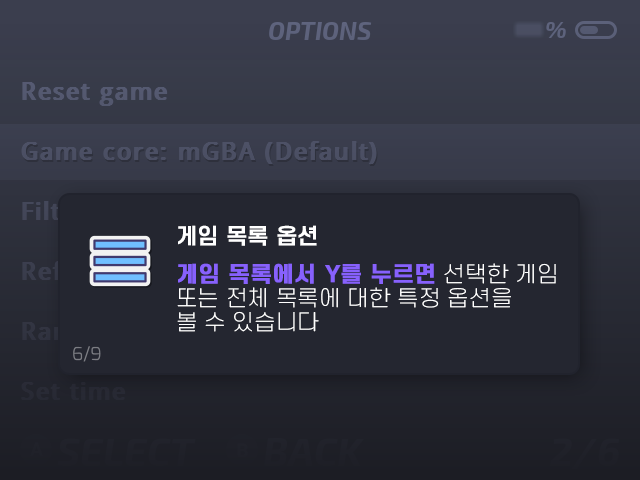 OPTIONS
%
Reset game
Game core: mGBA (Default)
게임 목록 옵션
게임 목록에서 Y를 누르면 선택한 게임
또는 전체 목록에 대한 특정 옵션을
볼 수 있습니다
6/9
Set time
SELECT BACK 2/6